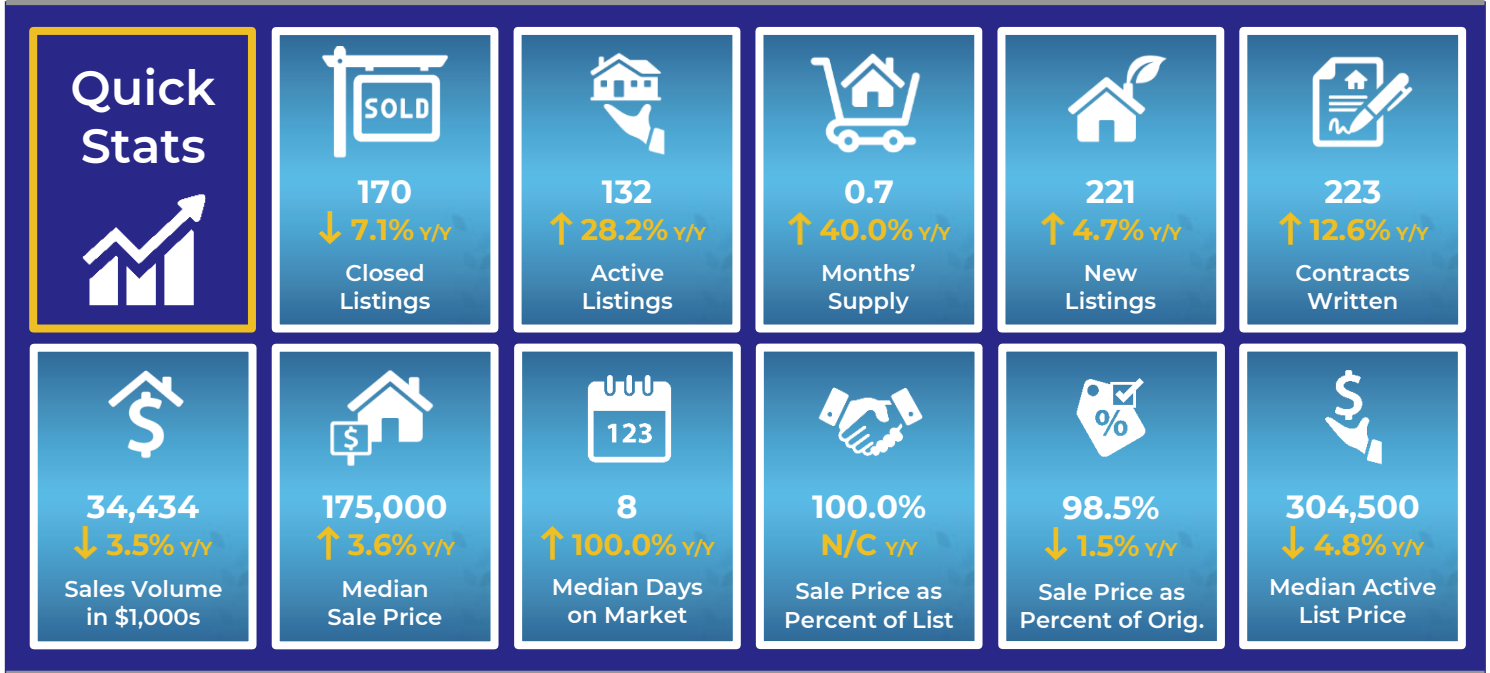 Quick
Stats
SOLD
170
↓ 7.1% Y/Y
Closed
Listings
132
↑ 28.2% Y/Y
Active
Listings
0.7
↑ 40.0% Y/Y
Months’
Supply
221
↑ 4.7% Y/Y
New
Listings
223
↑ 12.6% Y/Y
Contracts
Written
$
34,434
↓ 3.5% Y/Y
Sales Volume
in $1,000s
$
175,000
↑ 3.6% Y/Y
Median
Sale Price
123
8
↑ 100.0% Y/Y
Median Days
on Market
100.0%
N/C Y/Y
Sale Price as
Percent of List
%
98.5%
↓ 1.5% Y/Y
Sale Price as
Percent of Orig.
$
304,500
↓ 4.8% Y/Y
Median Active
List Price